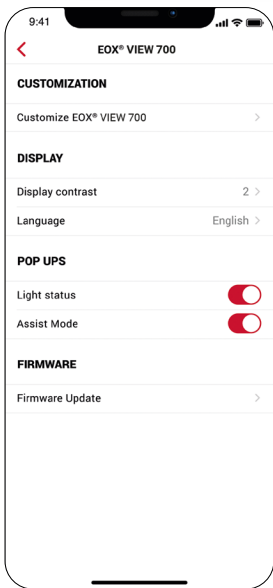 9:41
EOX® VIEW 700
CUSTOMIZATION
Customize EOX® VIEW 700
DISPLAY
Display contrast 2
Language English
POP UPS
Light status
Assist Mode
FIRMWARE
Firmware Update